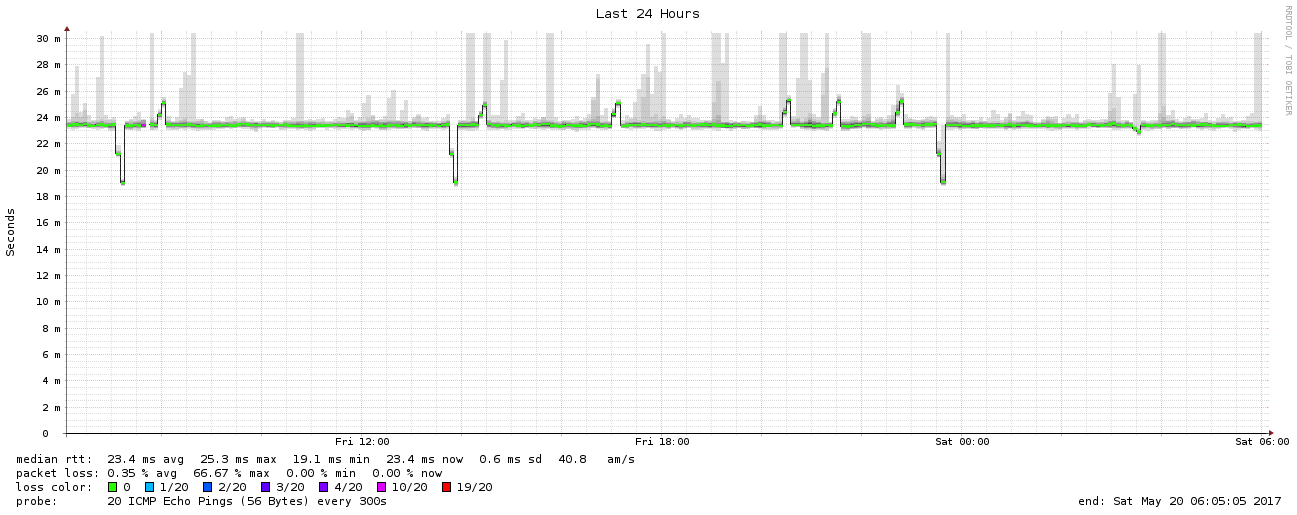 Last 24 Hours
RRDTOOL / TOBI OETIKER
Seconds
30 m
28 m
26 m
24 m
22 m
20 m
18 m
16 m
14 m
12 m
10 m
8 m
6 m
4 m
2 m
0
Fri 12:00 Fri 18:00 Sat 00:00 Sat 06:00
median rtt: 23.4 ms avg 25.3 ms max 19.1 ms min 23.4 ms now 0.6 ms sd 40.8 am/s
packet loss: 0.35 % avg 66.67 % max 0.00 % min 0.00 % now
loss color: 0 1/20 2/20 3/20 4/20 10/20 19/20
probe: 20 ICMP Echo Pings (56 Bytes) every 300s end: Sat May 20 06:05:05 2017